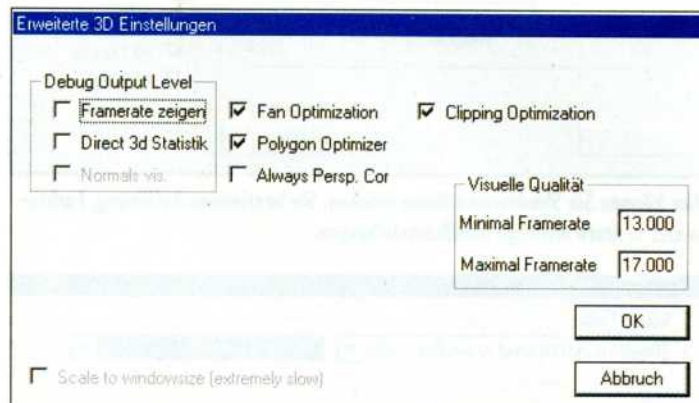 Erweiterte 3D Einstellungen
Debug Output Level
Framerate zeigen
Fan Optimization
Clipping Optimization
Direct 3d Statistik
Polygon Optimizer
Normals vis.
Always Persp. Cor
Visuelle Qualität
Minimal Framerate 13.000
Maximal Framerate 17.000
OK
Scale to windowsize (extremely slow)
Abbruch